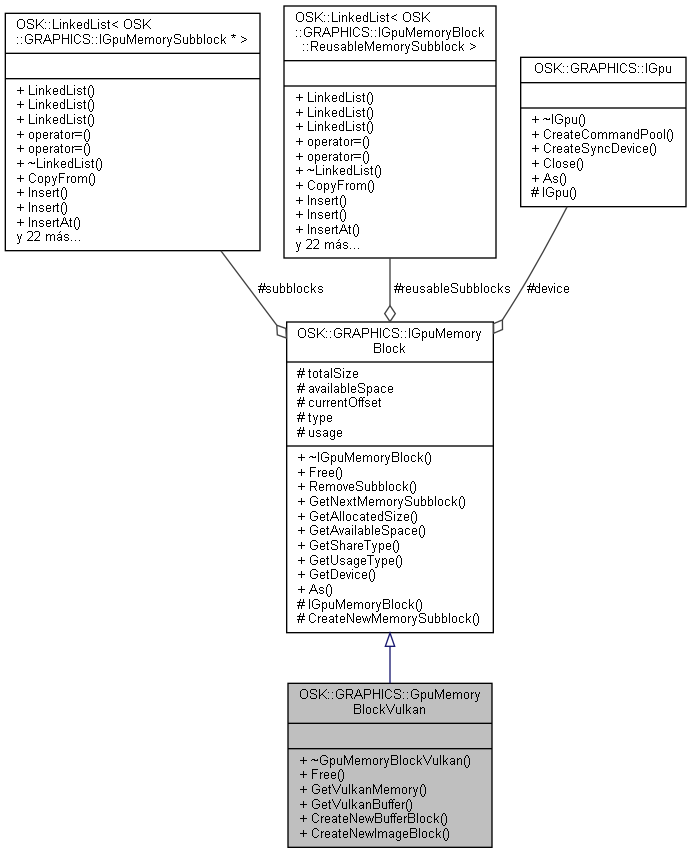 OSK::LinkedList< OSK
::GRAPHICS::IGpuMemorySubblock * >
+ LinkedList()
+ LinkedList()
+ LinkedList()
+ operator=()
+ operator=()
+ ~LinkedList()
+ CopyFrom()
+ Insert()
+ Insert()
+ InsertAt()
y 22 más...
OSK::LinkedList< OSK
::GRAPHICS::IGpuMemoryBlock
::ReusableMemorySubblock >
+ LinkedList()
+ LinkedList()
+ LinkedList()
+ operator=()
+ operator=()
+ ~LinkedList()
+ CopyFrom()
+ Insert()
+ Insert()
+ InsertAt()
y 22 más...
OSK::GRAPHICS::IGpu
+ ~IGpu()
+ CreateCommandPool()
+ CreateSyncDevice()
+ Close()
+ As()
# IGpu()
#subblocks
#reusableSubblocks
#device
OSK::GRAPHICS::IGpuMemory
Block
# totalSize
# availableSpace
# currentOffset
# type
# usage
+ ~IGpuMemoryBlock()
+ Free()
+ RemoveSubblock()
+ GetNextMemorySubblock()
+ GetAllocatedSize()
+ GetAvailableSpace()
+ GetShareType()
+ GetUsageType()
+ GetDevice()
+ As()
# IGpuMemoryBlock()
# CreateNewMemorySubblock()
OSK::GRAPHICS::GpuMemory
BlockVulkan
+ ~GpuMemoryBlockVulkan()
+ Free()
+ GetVulkanMemory()
+ GetVulkanBuffer()
+ CreateNewBufferBlock()
+ CreateNewImageBlock()